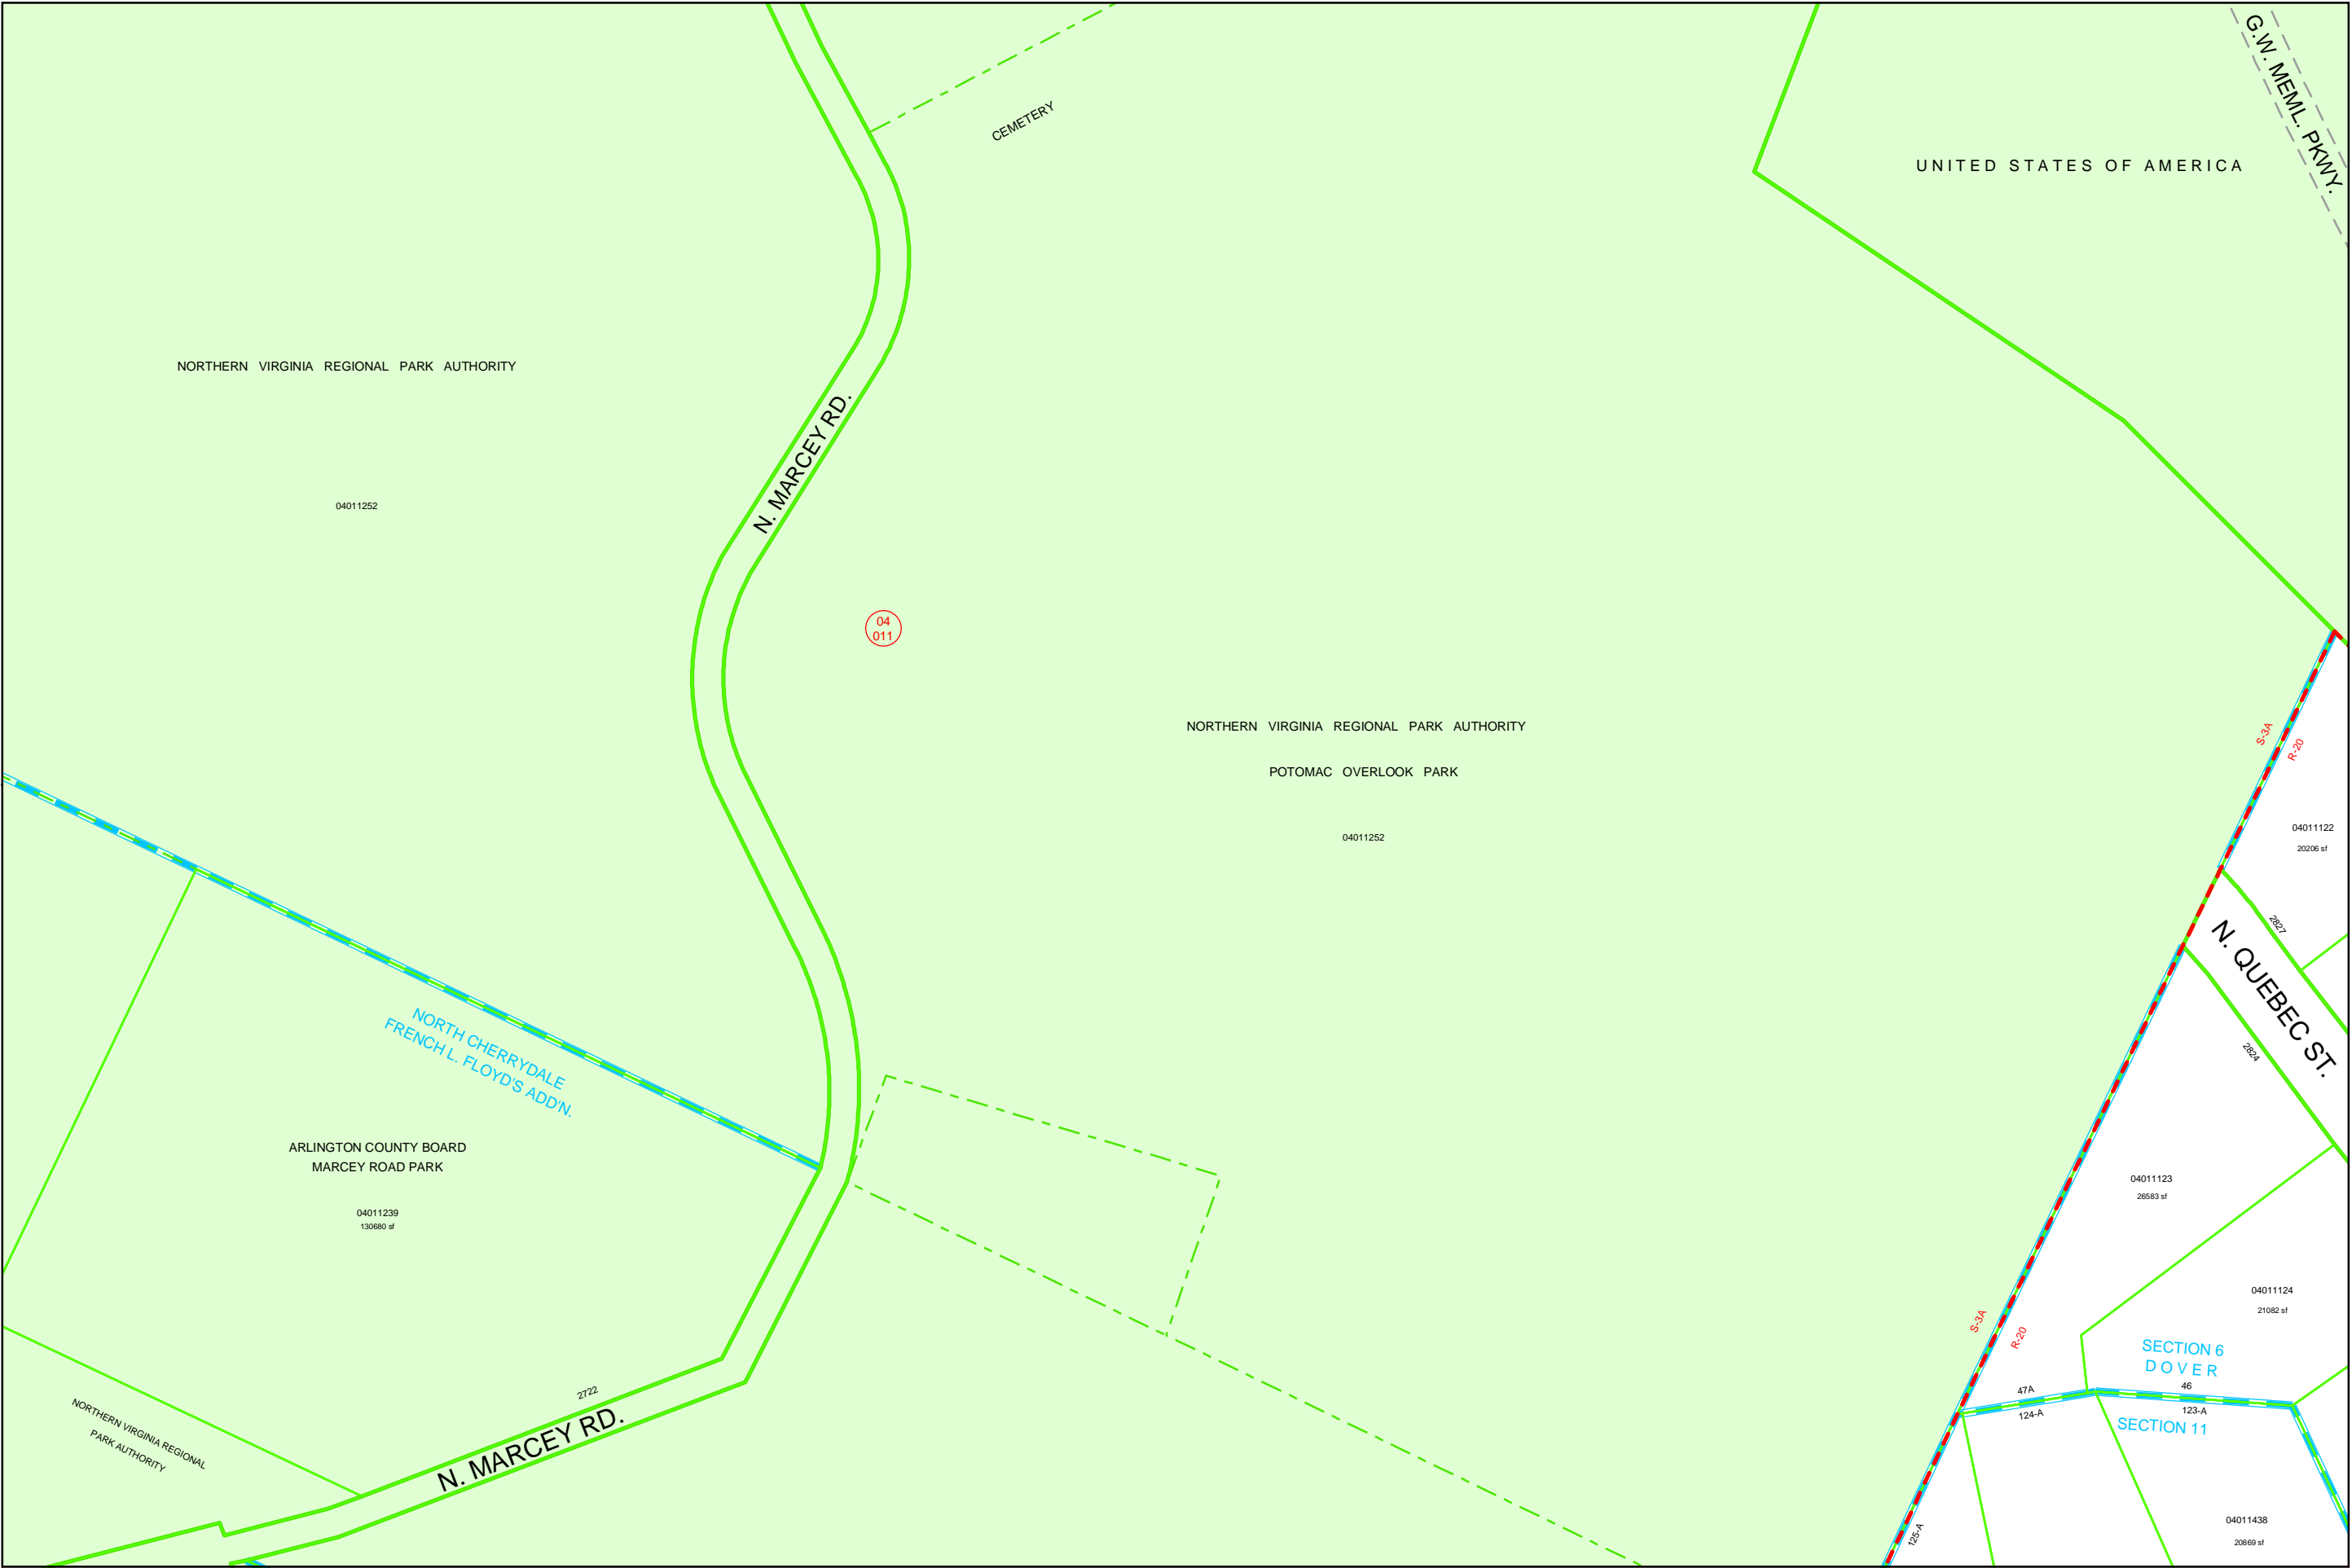 G.W. MEML. PKWY.
CEMETERY
UNITED STATES OF AMERICA
NORTHERN VIRGINIA REGIONAL PARK AUTHORITY
04011252
N. MARCEY RD.
04
011
NORTHERN VIRGINIA REGIONAL PARK AUTHORITY
POTOMAC OVERLOOK PARK
04011252
S-3A
R-20
04011122
20206 sf
2827
N. QUEBEC ST.
2824
NORTH CHERRYDALE
FRENCH L. FLOYD'S ADD'N.
ARLINGTON COUNTY BOARD
MARCEY ROAD PARK
04011239
130680 sf
04011123
26583 sf
04011124
21082 sf
S-3A
R-20
SECTION 6
DOVER
47A
46
124-A
123-A
SECTION 11
2722
N. MARCEY RD.
NORTHERN VIRGINIA REGIONAL
PARK AUTHORITY
125-A
04011438
20869 sf